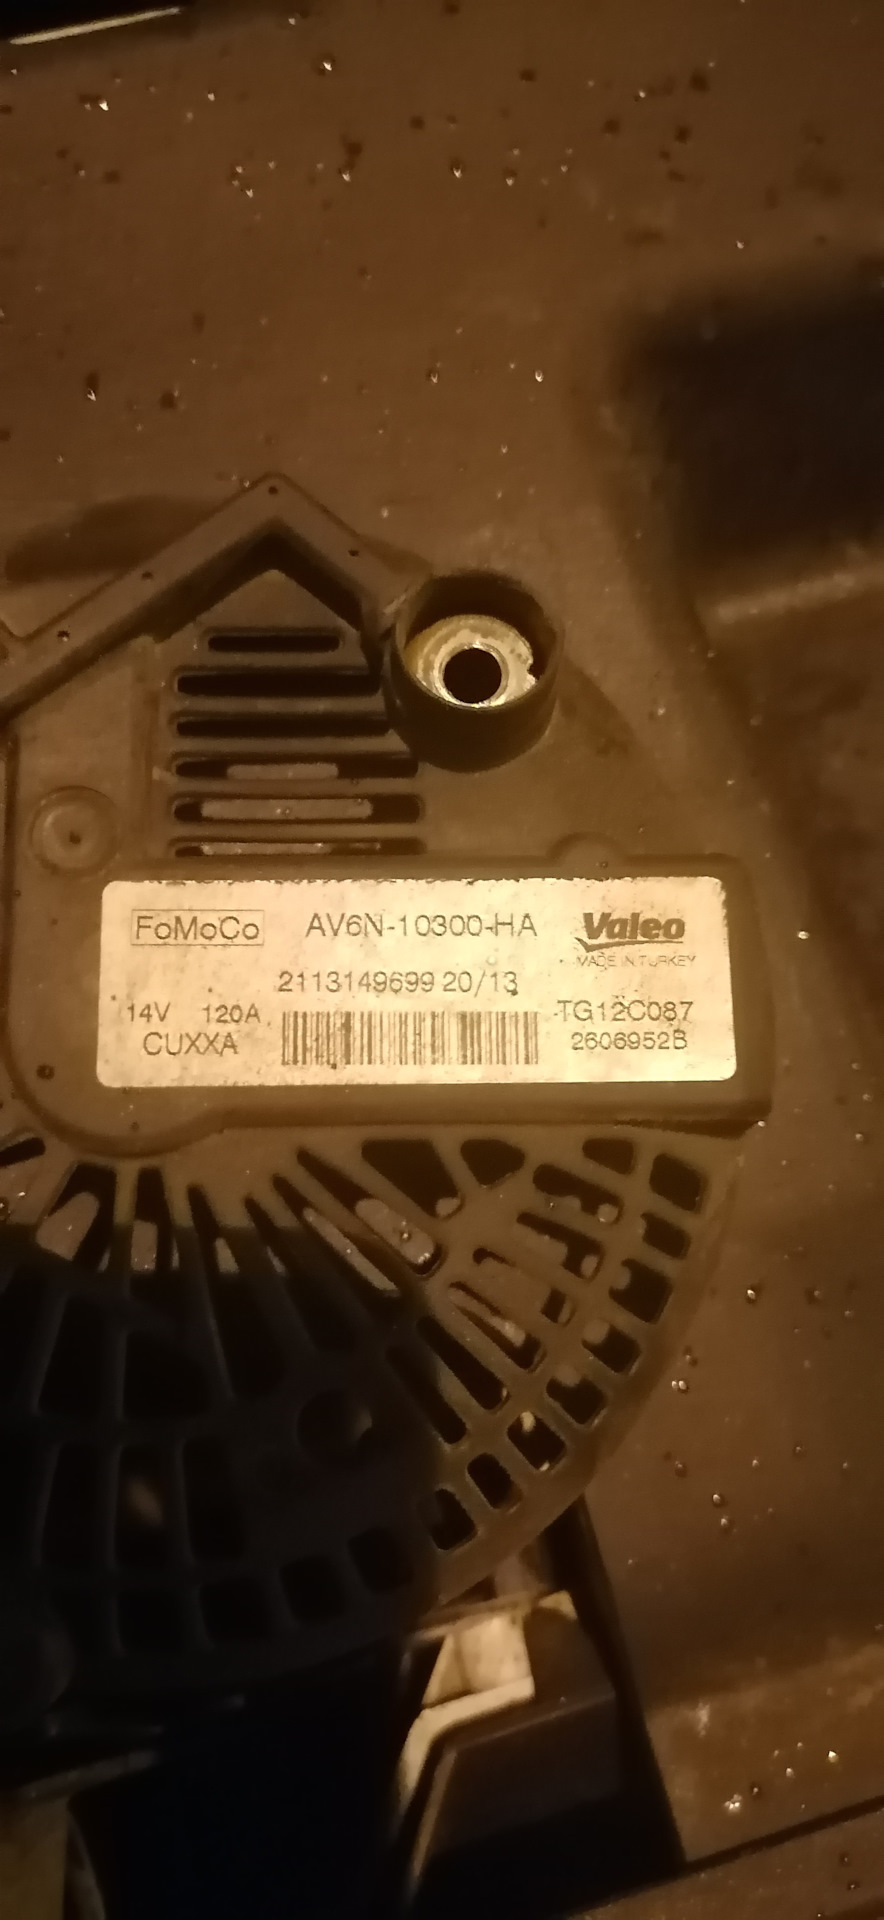 FoMoCo AV6N-10300-HA Valeo
MADE IN TURKEY
2113149699 20/13
14V 120A TG12C087
CUXXA 2606952B